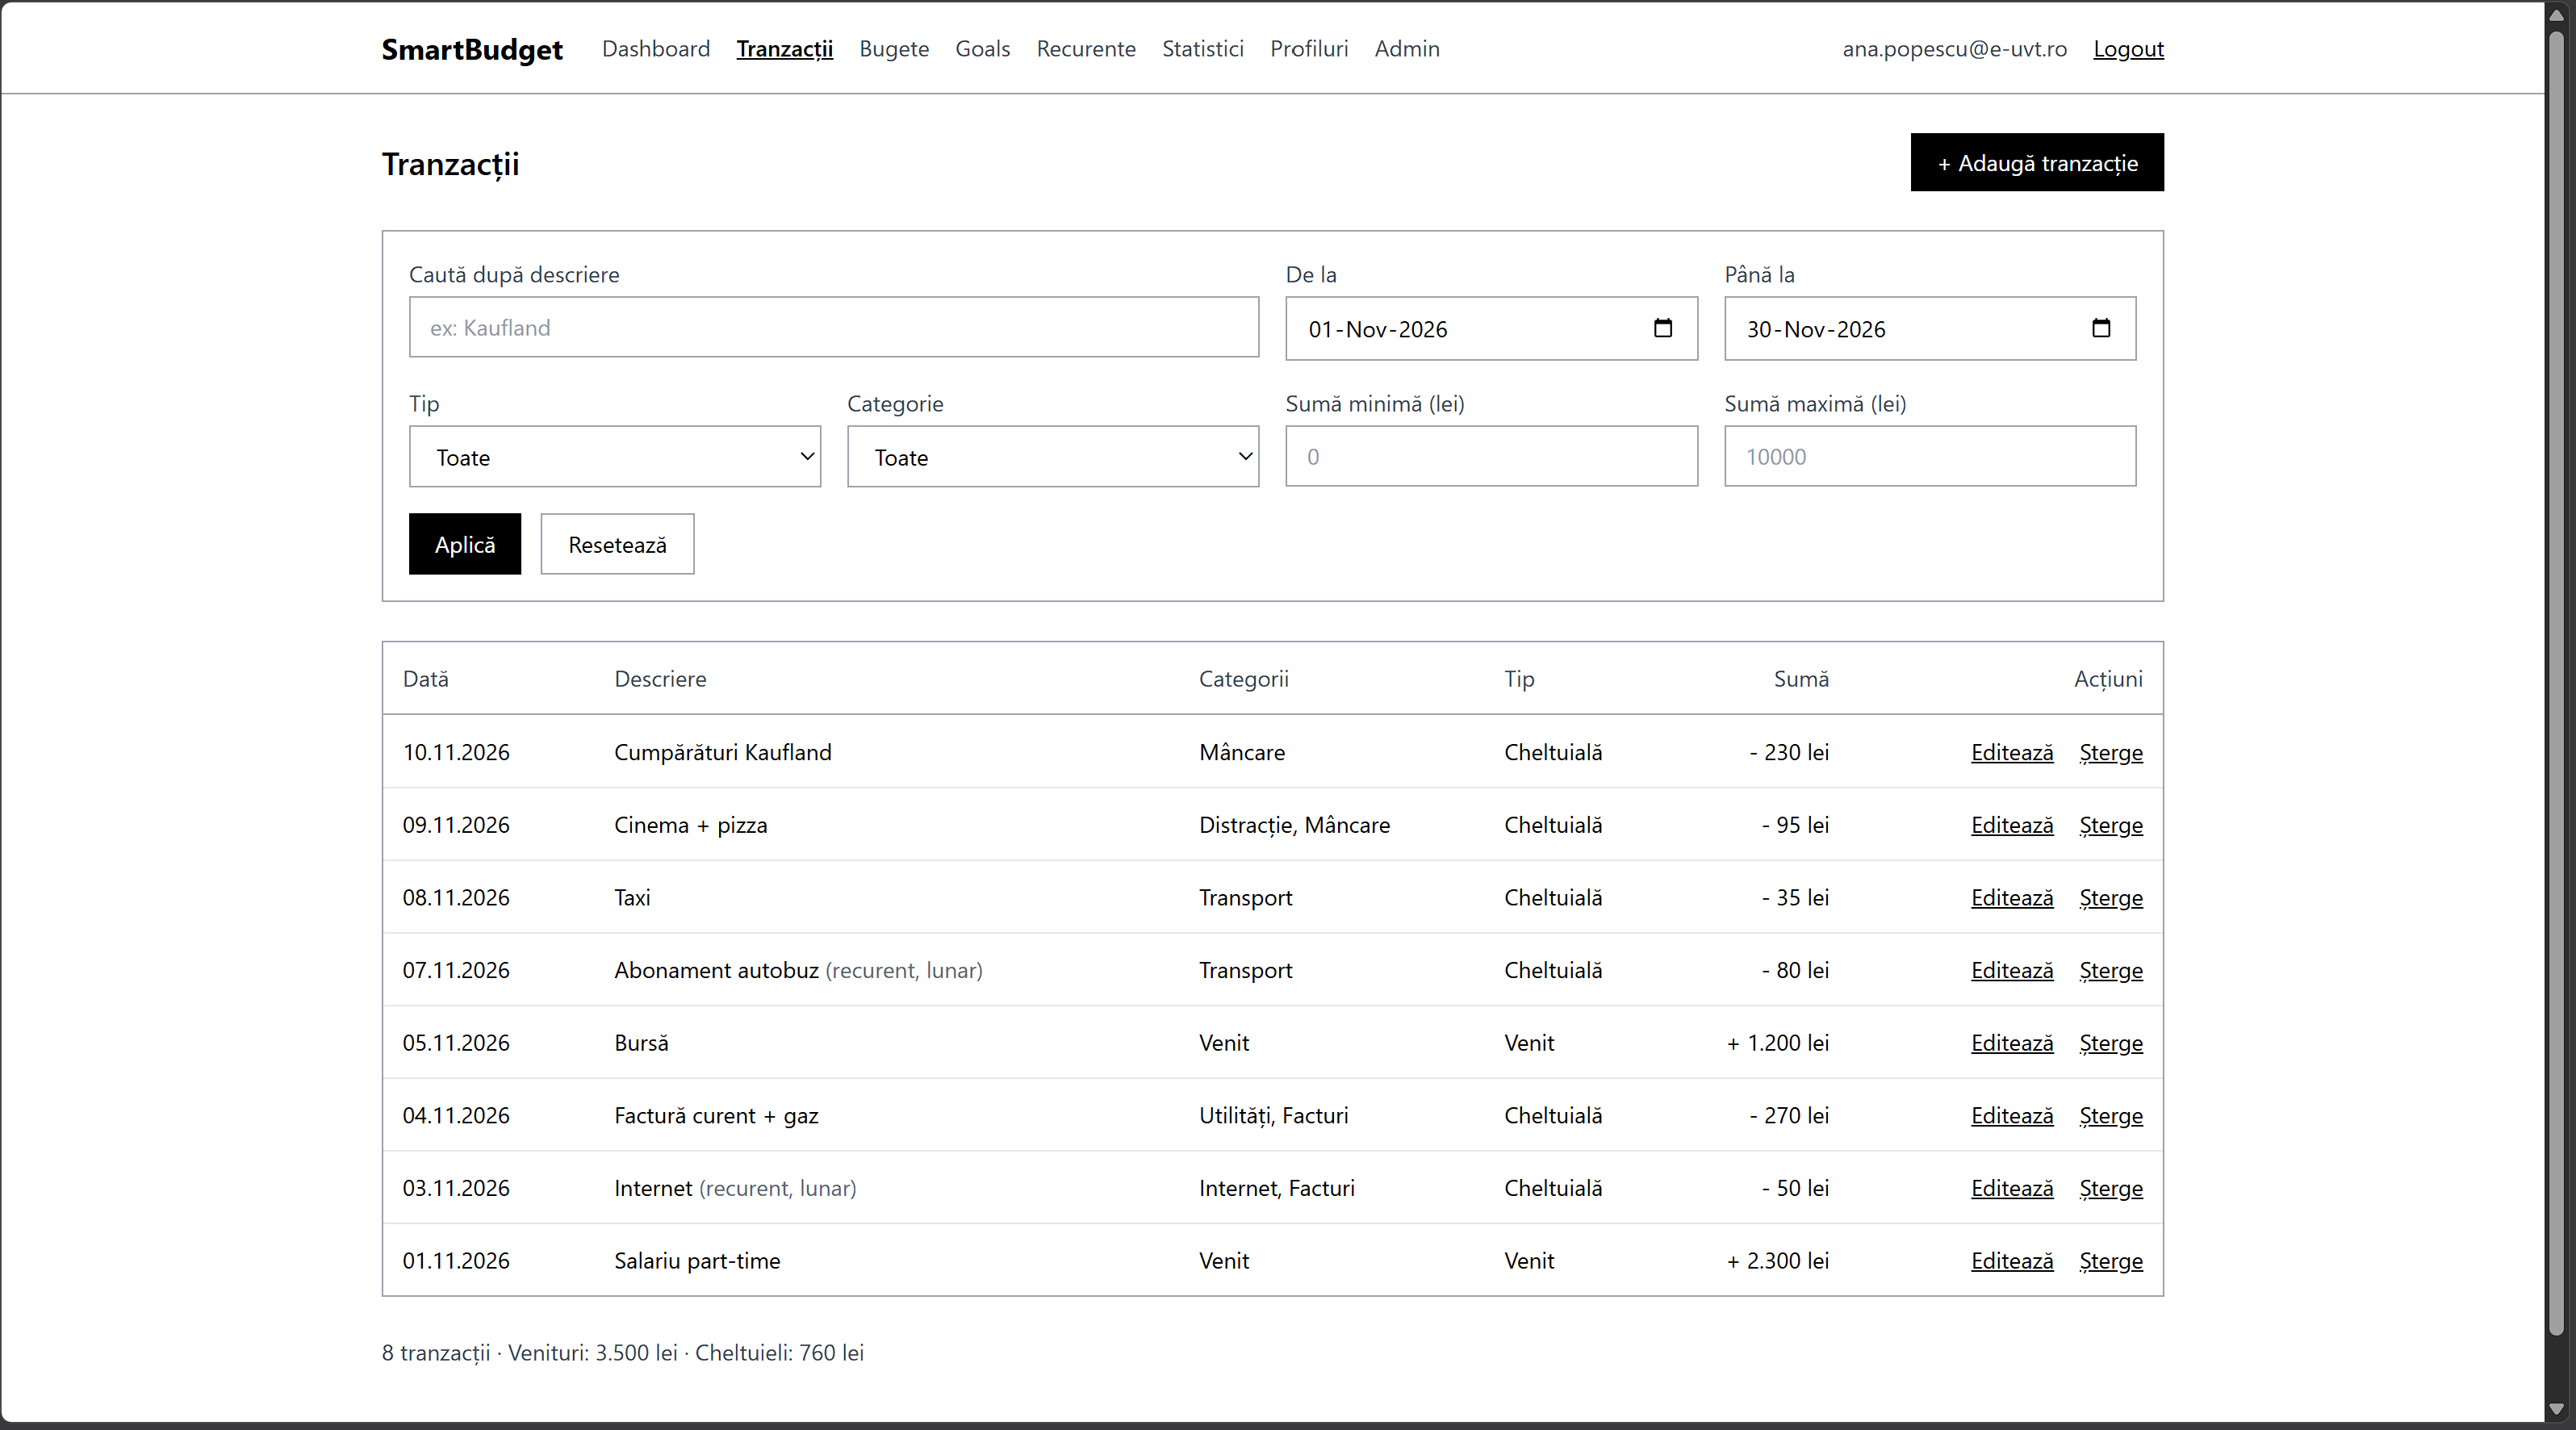 SmartBudget Dashboard Tranzacții Bugete Goals Recurente Statistici Profiluri Admin ana.popescu@e-uvt.ro Logout
Tranzacții + Adaugă tranzacție
Caută după descriere De la Până la
ex: Kaufland 01-Nov-2026 30-Nov-2026
Tip Categorie Sumă minimă (lei) Sumă maximă (lei)
Toate Toate 0 10000
Aplică Resetează
Dată Descriere Categorii Tip Sumă Acțiuni
10.11.2026 Cumpărături Kaufland Mâncare Cheltuială - 230 lei Editează Șterge
09.11.2026 Cinema + pizza Distracție, Mâncare Cheltuială - 95 lei Editează Șterge
08.11.2026 Taxi Transport Cheltuială - 35 lei Editează Șterge
07.11.2026 Abonament autobuz (recurent, lunar) Transport Cheltuială - 80 lei Editează Șterge
05.11.2026 Bursă Venit Venit + 1.200 lei Editează Șterge
04.11.2026 Factură curent + gaz Utilități, Facturi Cheltuială - 270 lei Editează Șterge
03.11.2026 Internet (recurent, lunar) Internet, Facturi Cheltuială - 50 lei Editează Șterge
01.11.2026 Salariu part-time Venit Venit + 2.300 lei Editează Șterge
8 tranzacții · Venituri: 3.500 lei · Cheltuieli: 760 lei